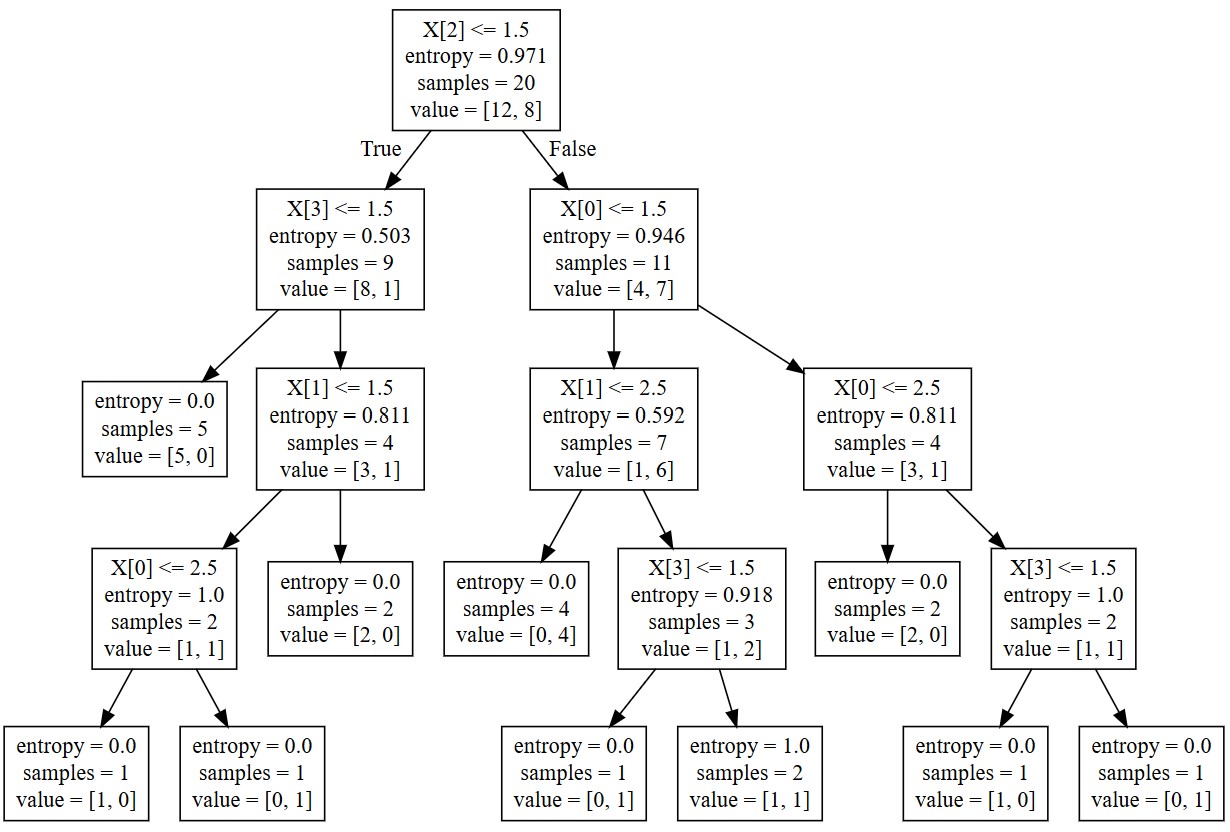 X[2] <= 1.5
entropy = 0.971
samples = 20
value = [12, 8]
True
False
X[3] <= 1.5
entropy = 0.503
samples = 9
value = [8, 1]
X[0] <= 1.5
entropy = 0.946
samples = 11
value = [4, 7]
entropy = 0.0
samples = 5
value = [5, 0]
X[1] <= 1.5
entropy = 0.811
samples = 4
value = [3, 1]
X[1] <= 2.5
entropy = 0.592
samples = 7
value = [1, 6]
X[0] <= 2.5
entropy = 0.811
samples = 4
value = [3, 1]
X[0] <= 2.5
entropy = 1.0
samples = 2
value = [1, 1]
entropy = 0.0
samples = 2
value = [2, 0]
entropy = 0.0
samples = 4
value = [0, 4]
X[3] <= 1.5
entropy = 0.918
samples = 3
value = [1, 2]
entropy = 0.0
samples = 2
value = [2, 0]
X[3] <= 1.5
entropy = 1.0
samples = 2
value = [1, 1]
entropy = 0.0
samples = 1
value = [1, 0]
entropy = 0.0
samples = 1
value = [0, 1]
entropy = 0.0
samples = 1
value = [0, 1]
entropy = 1.0
samples = 2
value = [1, 1]
entropy = 0.0
samples = 1
value = [1, 0]
entropy = 0.0
samples = 1
value = [0, 1]